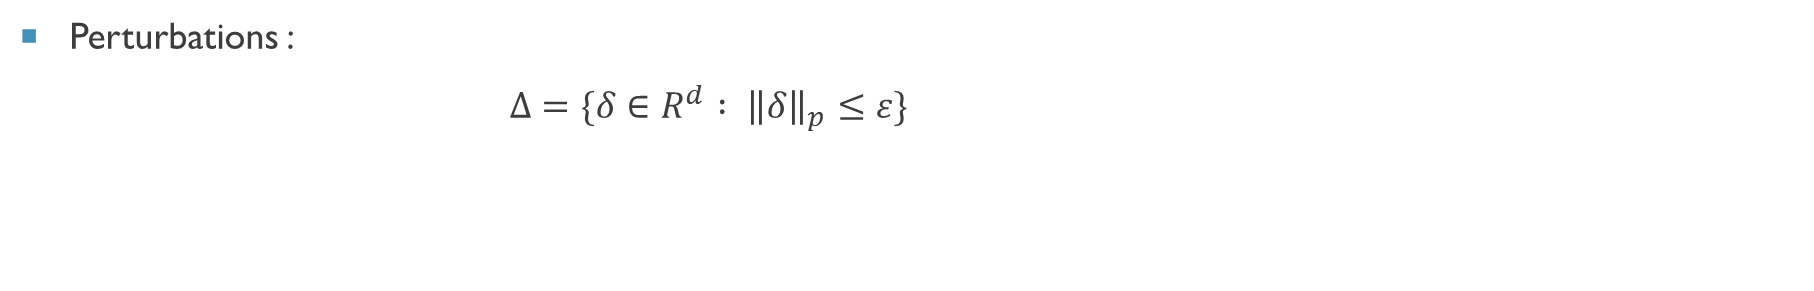 ▪ Perturbations :
Δ = {δ ∈ R^d : ‖δ‖_p ≤ ε}